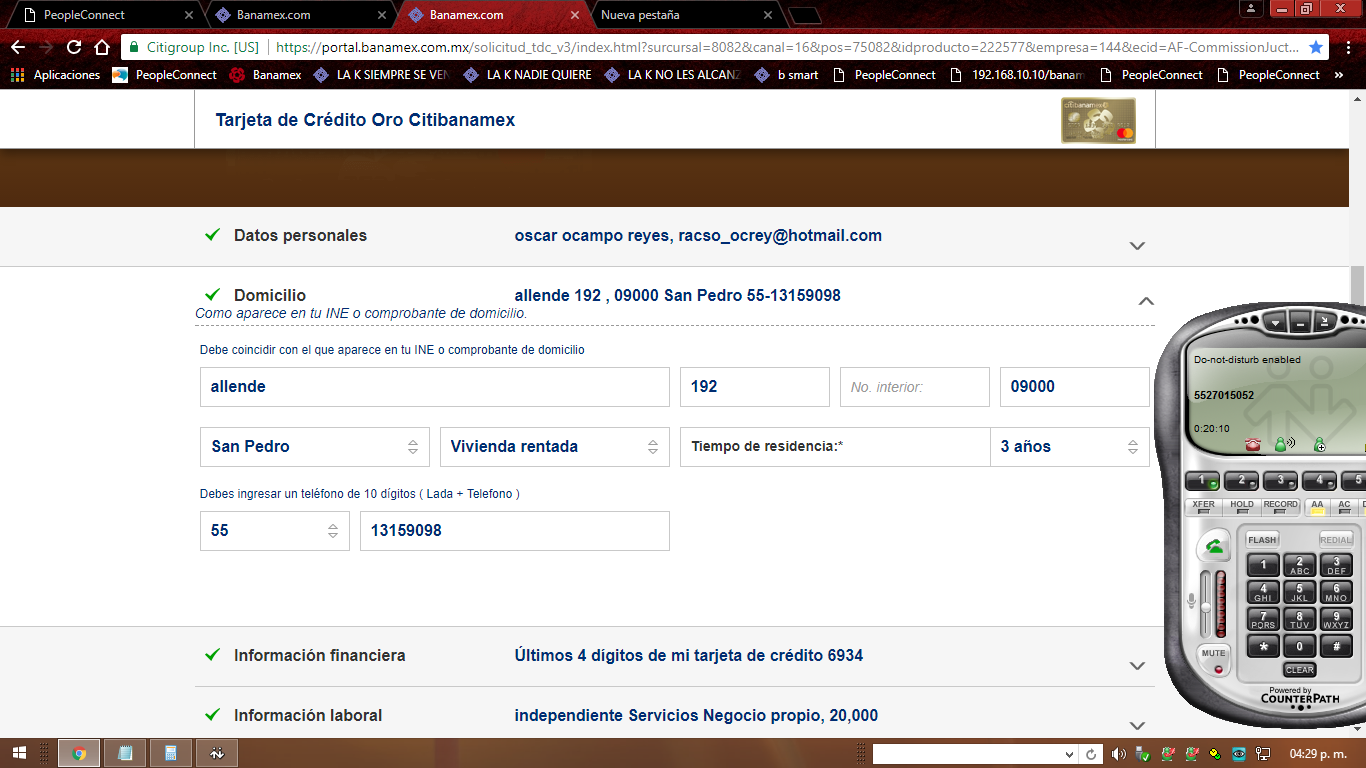 PeopleConnect
Banamex.com
Banamex.com
Nueva pestaña
Citigroup Inc. [US]
https://portal.banamex.com.mx/solicitud_tdc_v3/index.html?surcursal=8082&canal=16&pos=75082&idproducto=222577&empresa=144&ecid=AF-CommissionJuct...
Aplicaciones
PeopleConnect
Banamex
LA K SIEMPRE SE VEN
LA K NADIE QUIERE
LA K NO LES ALCANZ
b smart
PeopleConnect
192.168.10.10/banam
PeopleConnect
PeopleConnect
»
Tarjeta de Crédito Oro Citibanamex
citibanamex
Datos personales
oscar ocampo reyes, racso_ocrey@hotmail.com
Domicilio
allende 192 , 09000 San Pedro 55-13159098
Como aparece en tu INE o comprobante de domicilio.
Debe coincidir con el que aparece en tu INE o comprobante de domicilio
allende
192
No. interior:
09000
San Pedro
Vivienda rentada
Tiempo de residencia:*
3 años
Debes ingresar un teléfono de 10 dígitos ( Lada + Telefono )
55
13159098
Información financiera
Últimos 4 dígitos de mi tarjeta de crédito 6934
Información laboral
independiente Servicios Negocio propio, 20,000
Do-not-disturb enabled
5527015052
0:20:10
1 2 3 4 5
XFER HOLD RECORD AA AC
FLASH REDIAL
1 2 ABC 3 DEF
4 GHI 5 JKL 6 MNO
7 PQRS 8 TUV 9 WXYZ
* 0 #
MUTE
CLEAR
Powered by
COUNTERPATH
04:29 p. m.